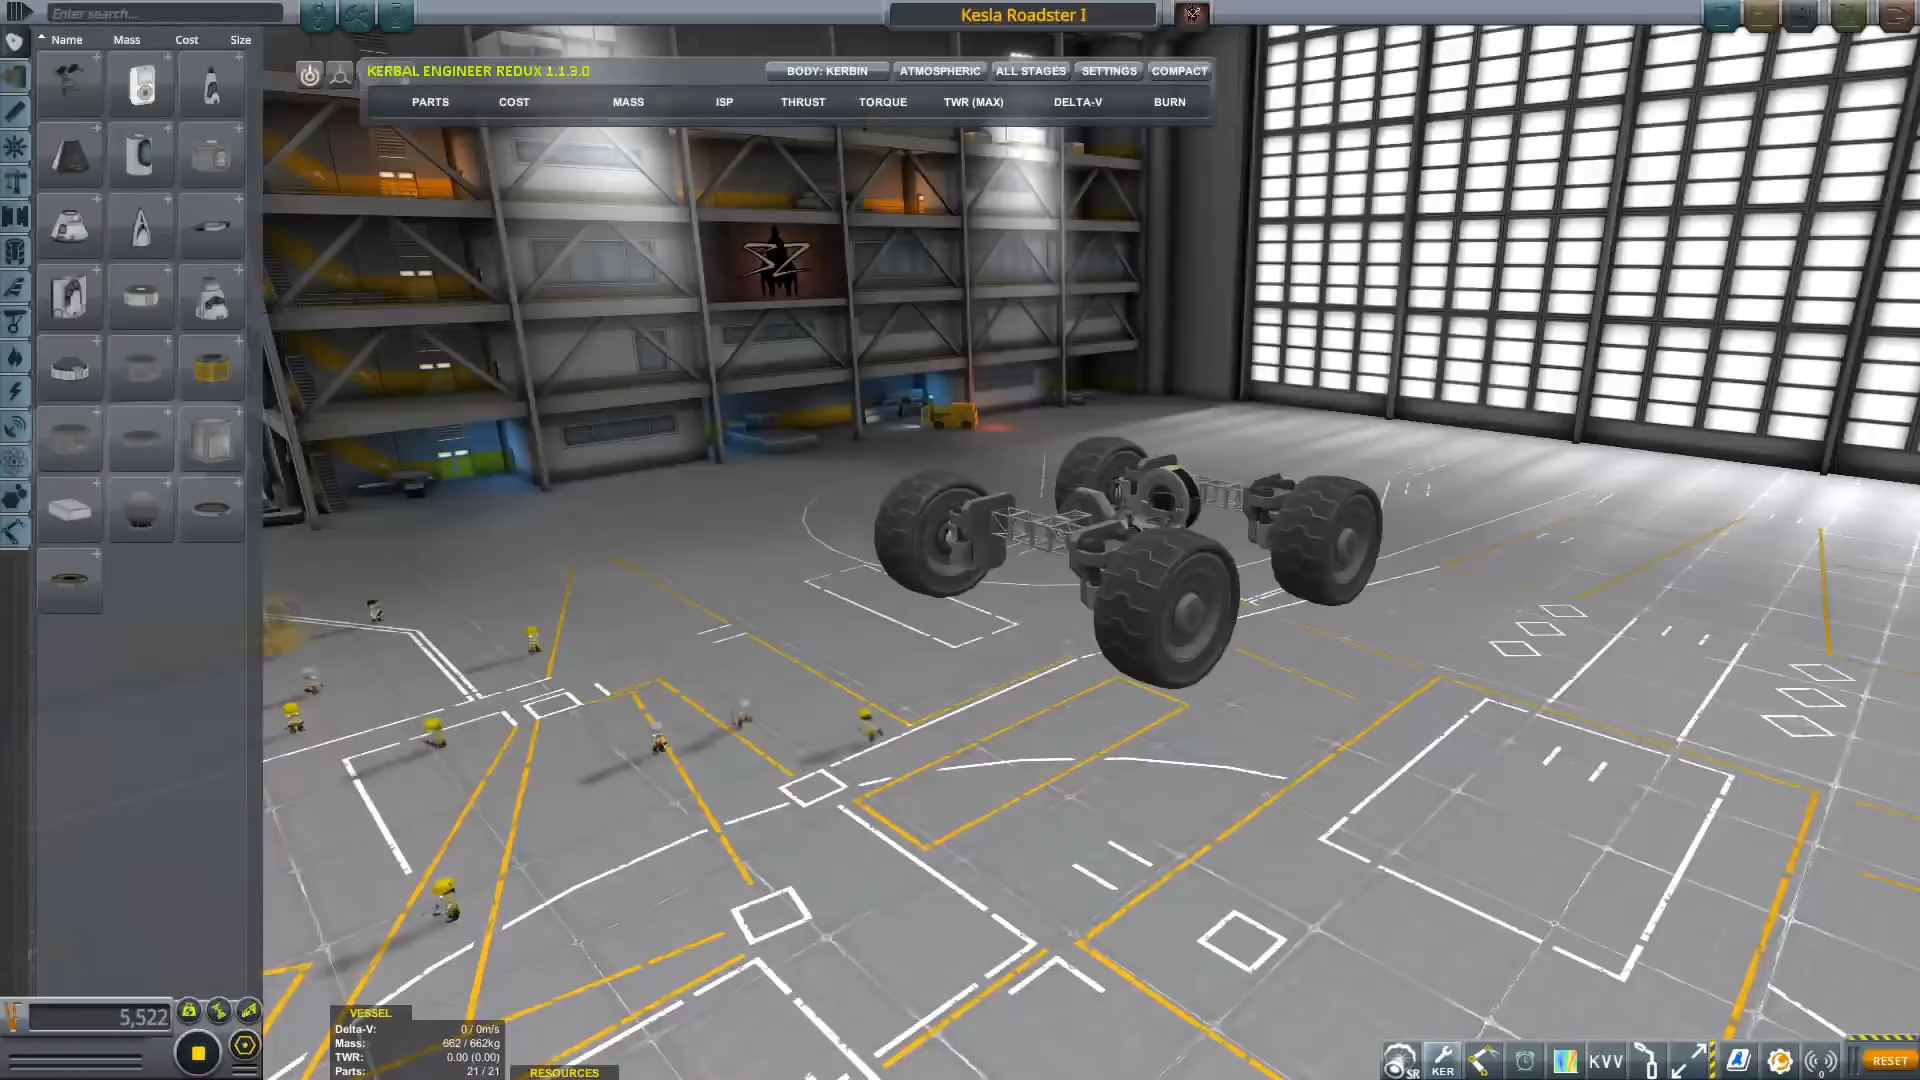 Enter search...
Kesla Roadster I
Name Mass Cost Size
KERBAL ENGINEER REDUX 1.1.9.0
BODY: KERBIN ATMOSPHERIC ALL STAGES SETTINGS COMPACT
PARTS COST MASS ISP THRUST TORQUE TWR (MAX) DELTA-V BURN
5,522
VESSEL
Delta-V: 0 / 0m/s
Mass: 662 / 662kg
TWR: 0.00 (0.00)
Parts: 21 / 21
RESOURCES
SR
KER
KVV
0
RESET